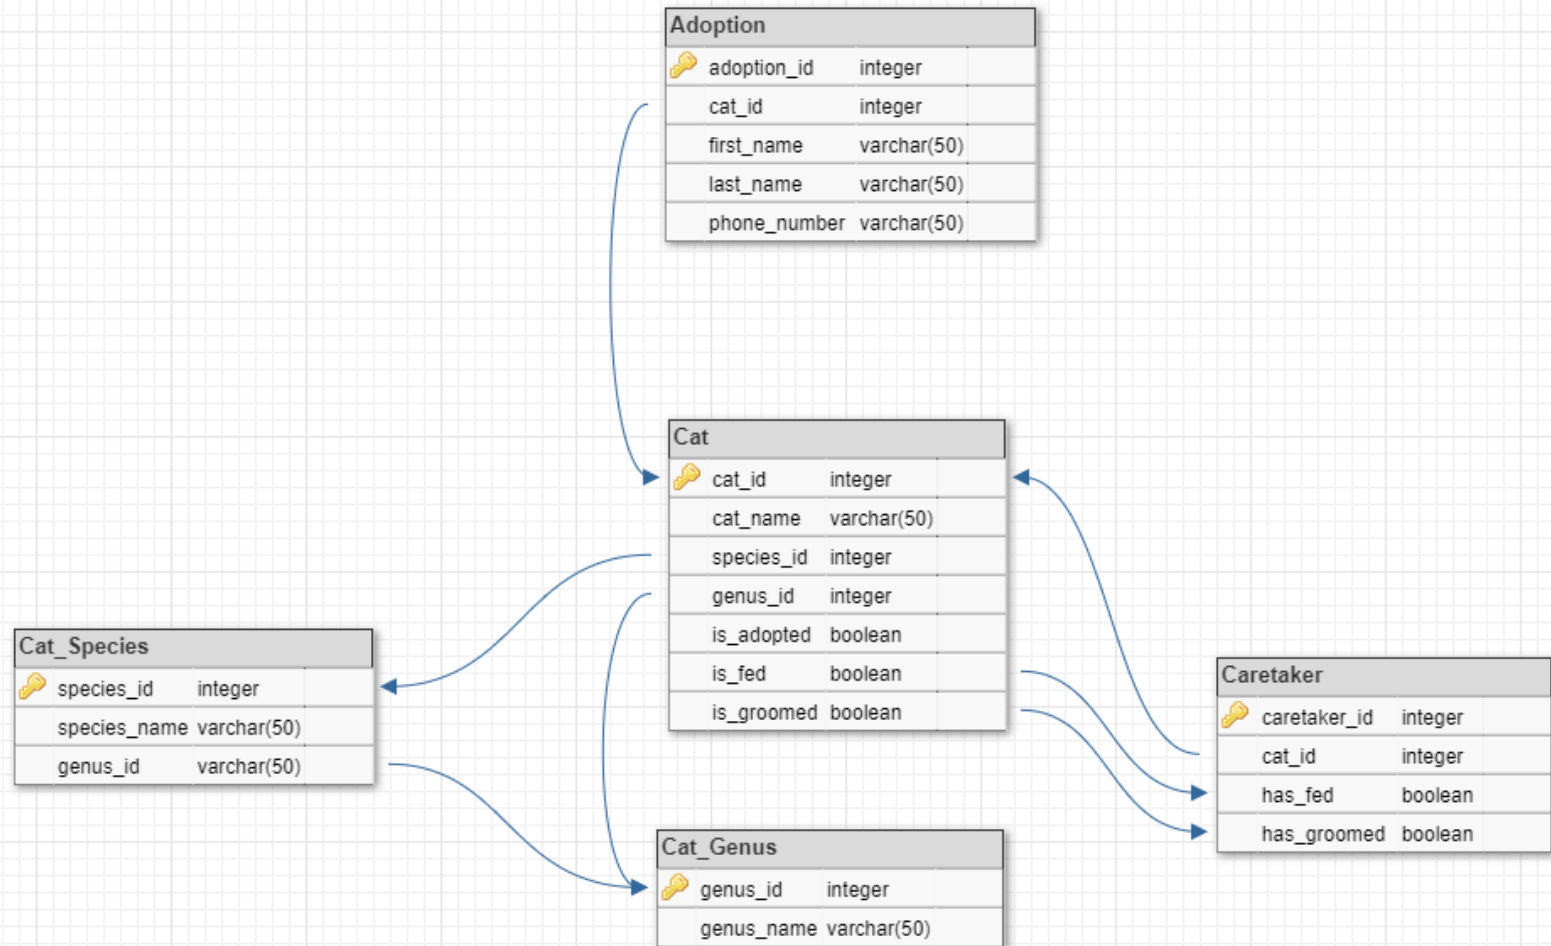 Adoption
adoption_id integer
cat_id integer
first_name varchar(50)
last_name varchar(50)
phone_number varchar(50)
Cat
cat_id integer
cat_name varchar(50)
species_id integer
genus_id integer
is_adopted boolean
is_fed boolean
is_groomed boolean
Cat_Species
species_id integer
species_name varchar(50)
genus_id varchar(50)
Caretaker
caretaker_id integer
cat_id integer
has_fed boolean
has_groomed boolean
Cat_Genus
genus_id integer
genus_name varchar(50)